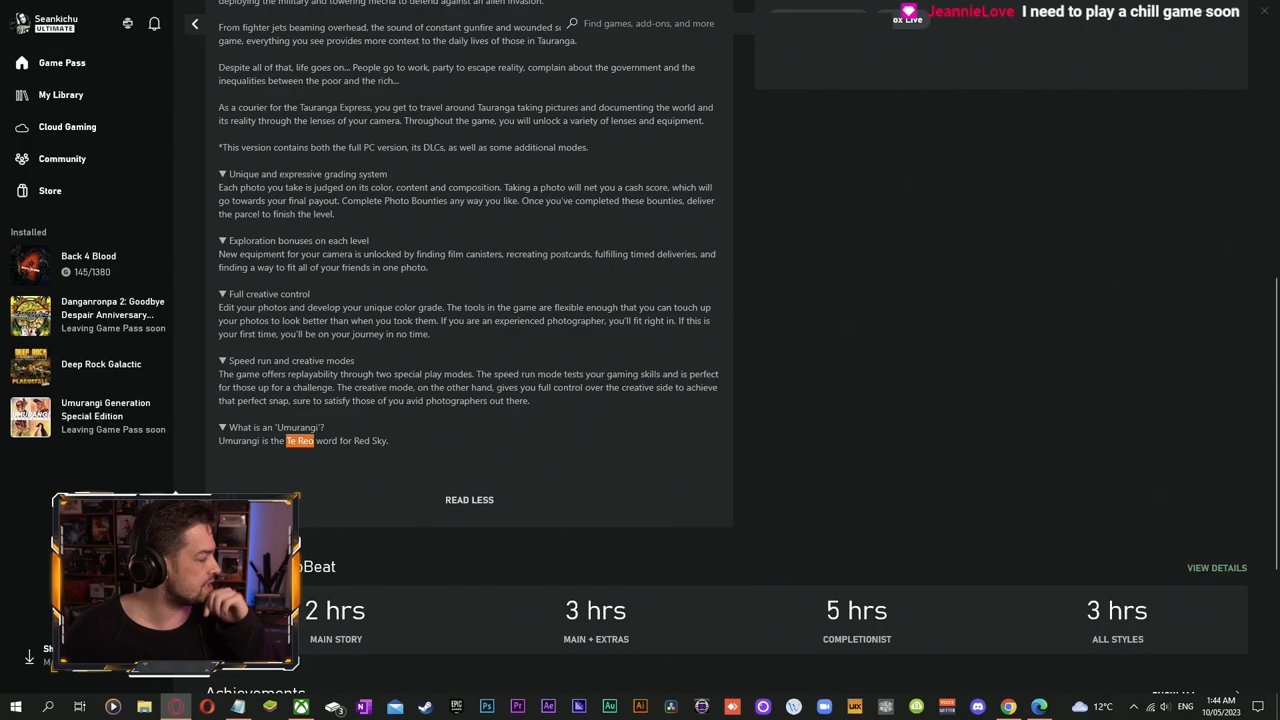 Seankichu
ULTIMATE
Game Pass
My Library
Cloud Gaming
Community
Store
Installed
Back 4 Blood
145/1380
Danganronpa 2: Goodbye
Despair Anniversary...
Leaving Game Pass soon
Deep Rock Galactic
Umurangi Generation
Special Edition
Leaving Game Pass soon
Find games, add-ons, and more
JeannieLove I need to play a chill game soon
ox Live
deploying the military and towering mecha to defend against an alien invasion.
From fighter jets beaming overhead, the sound of constant gunfire and wounded s
game, everything you see provides more context to the daily lives of those in Tauranga.
Despite all of that, life goes on... People go to work, party to escape reality, complain about the government and the
inequalities between the poor and the rich...
As a courier for the Tauranga Express, you get to travel around Tauranga taking pictures and documenting the world and
its reality through the lenses of your camera. Throughout the game, you will unlock a variety of lenses and equipment.
*This version contains both the full PC version, its DLCs, as well as some additional modes.
▼ Unique and expressive grading system
Each photo you take is judged on its color, content and composition. Taking a photo will net you a cash score, which will
go towards your final payout. Complete Photo Bounties any way you like. Once you've completed these bounties, deliver
the parcel to finish the level.
▼ Exploration bonuses on each level
New equipment for your camera is unlocked by finding film canisters, recreating postcards, fulfilling timed deliveries, and
finding a way to fit all of your friends in one photo.
▼ Full creative control
Edit your photos and develop your unique color grade. The tools in the game are flexible enough that you can touch up
your photos to look better than when you took them. If you are an experienced photographer, you'll fit right in. If this is
your first time, you'll be on your journey in no time.
▼ Speed run and creative modes
The game offers replayability through two special play modes. The speed run mode tests your gaming skills and is perfect
for those up for a challenge. The creative mode, on the other hand, gives you full control over the creative side to achieve
that perfect snap, sure to satisfy those of you avid photographers out there.
▼ What is an 'Umurangi'?
Umurangi is the Te Reo word for Red Sky.
READ LESS
oBeat
VIEW DETAILS
2 hrs
MAIN STORY
3 hrs
MAIN + EXTRAS
5 hrs
COMPLETIONIST
3 hrs
ALL STYLES
Achievements
12°C
ENG
1:44 AM
10/05/2023